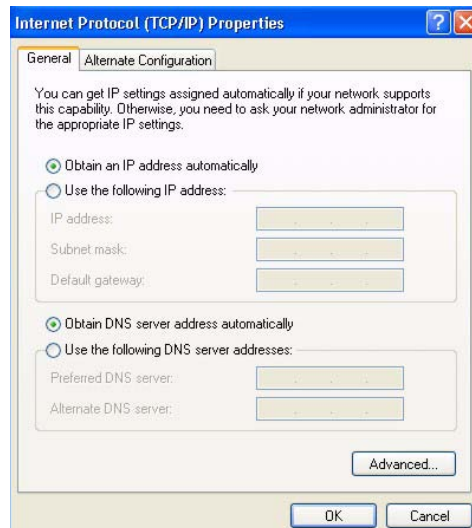 Internet Protocol (TCP/IP) Properties
General
Alternate Configuration
You can get IP settings assigned automatically if your network supports
this capability. Otherwise, you need to ask your network administrator for
the appropriate IP settings.
Obtain an IP address automatically
Use the following IP address:
IP address:
Subnet mask:
Default gateway:
Obtain DNS server address automatically
Use the following DNS server addresses:
Preferred DNS server:
Alternate DNS server:
Advanced...
OK
Cancel